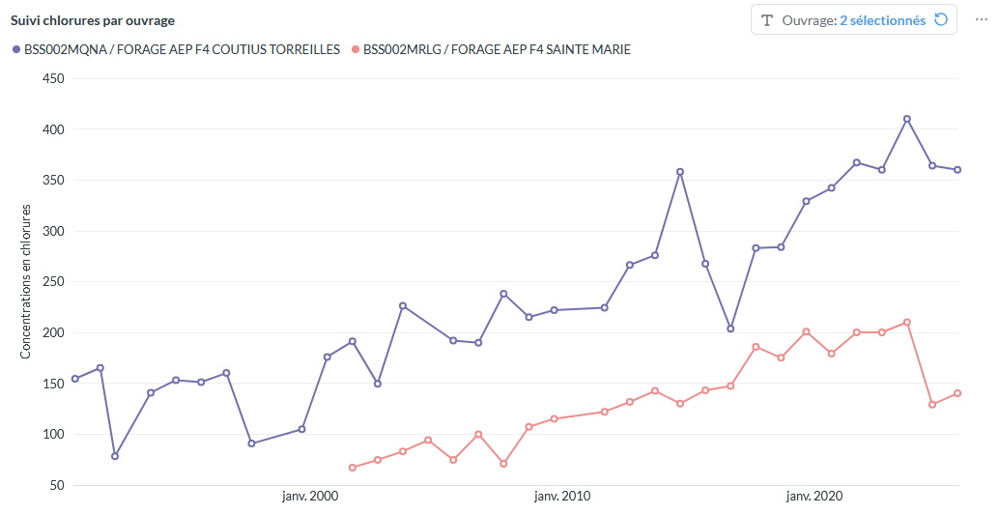 Suivi chlorures par ouvrage
Ouvrage: 2 sélectionnés
BSS002MQNA / FORAGE AEP F4 COUTIUS TORREILLES
BSS002MRLG / FORAGE AEP F4 SAINTE MARIE
Concentrations en chlorures
450
400
350
300
250
200
150
100
50
janv. 2000
janv. 2010
janv. 2020